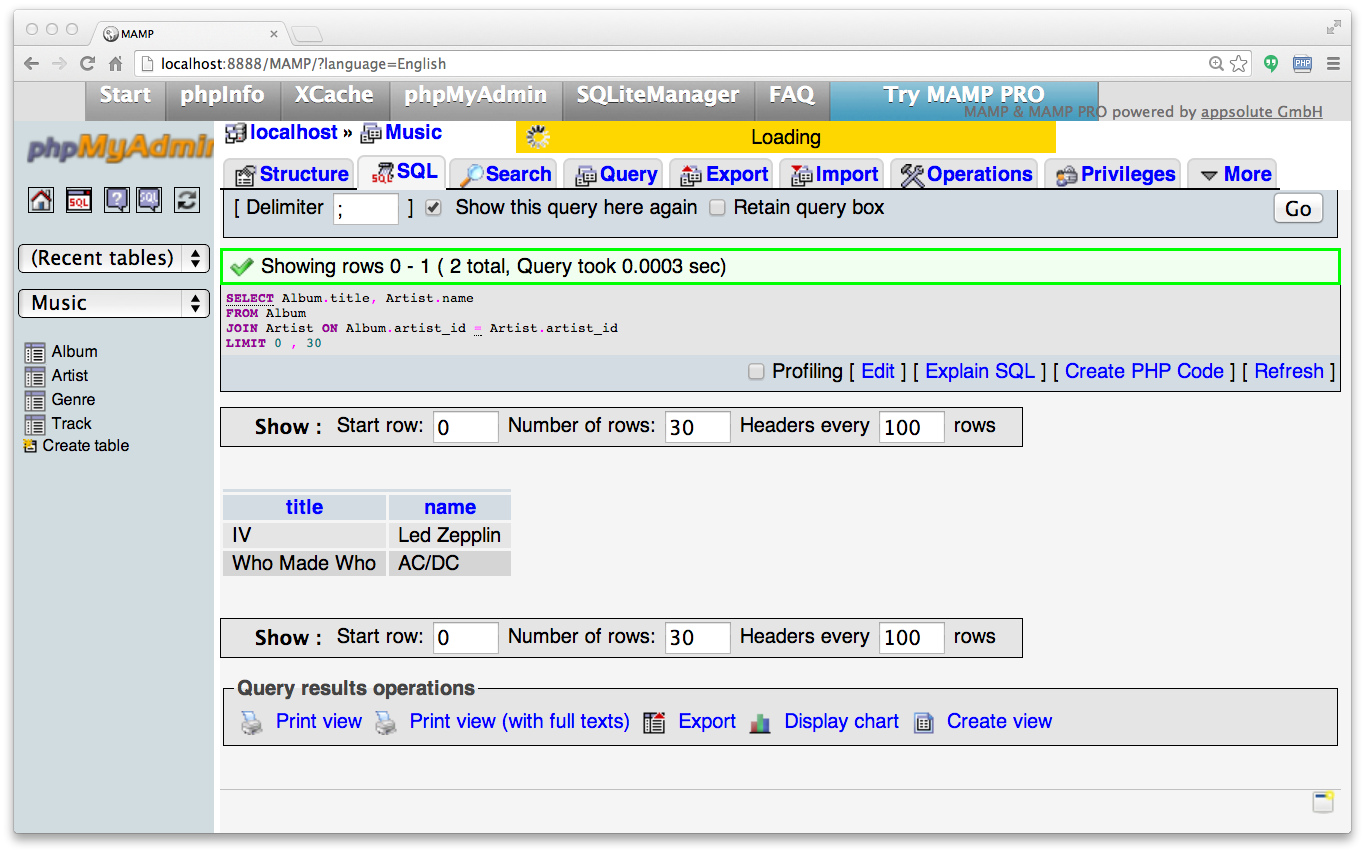 MAMP
localhost:8888/MAMP/?language=English
PHP
Start phpInfo XCache phpMyAdmin SQLiteManager FAQ Try MAMP PRO
MAMP & MAMP PRO powered by appsolute GmbH
phpMyAdmin
localhost » Music
Loading
Structure SQL Search Query Export Import Operations Privileges More
SQL ? SQL
[ Delimiter ; ] Show this query here again Retain query box Go
(Recent tables)
Music
Album
Artist
Genre
Track
Create table
Showing rows 0 - 1 ( 2 total, Query took 0.0003 sec)
SELECT Album.title, Artist.name
FROM Album
JOIN Artist ON Album.artist_id = Artist.artist_id
LIMIT 0 , 30
Profiling [ Edit ] [ Explain SQL ] [ Create PHP Code ] [ Refresh ]
Show : Start row: 0 Number of rows: 30 Headers every 100 rows
title name
IV Led Zepplin
Who Made Who AC/DC
Show : Start row: 0 Number of rows: 30 Headers every 100 rows
Query results operations
Print view Print view (with full texts) Export Display chart Create view